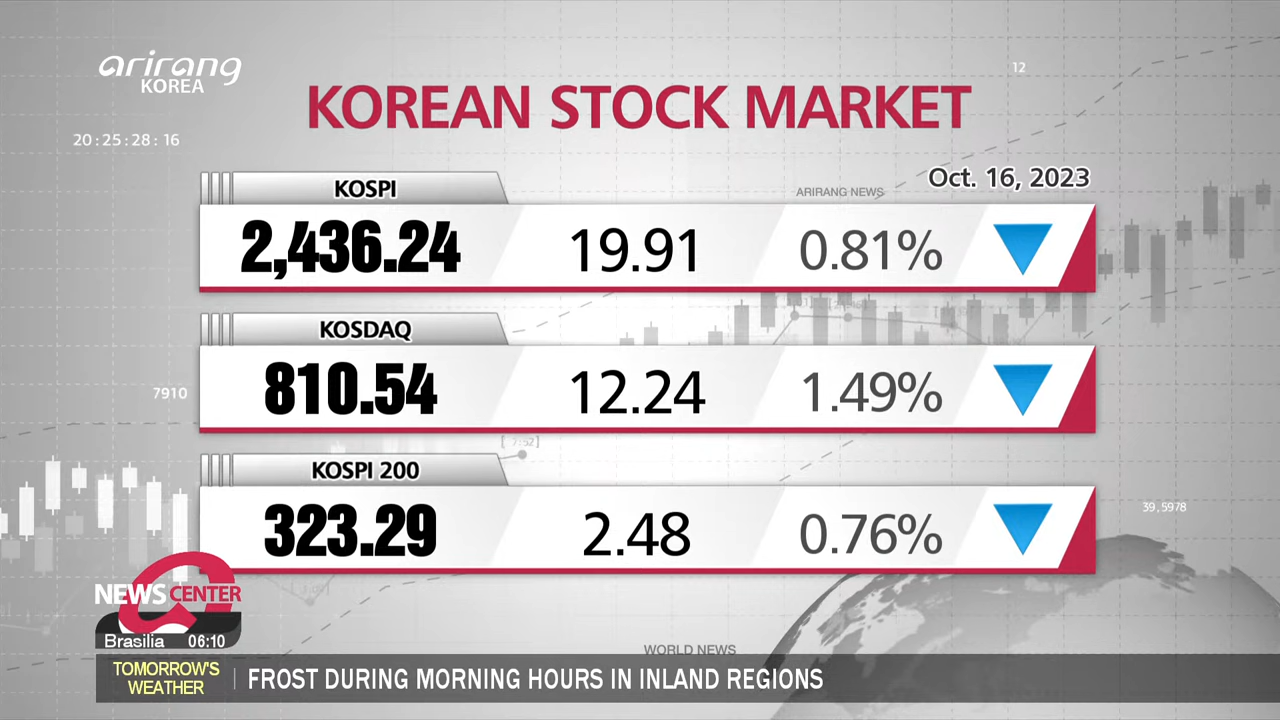 arirang
KOREA
KOREAN STOCK MARKET
12
20:25:28:16
Oct. 16, 2023
ARIRANG NEWS
KOSPI
2,436.24 19.91 0.81%
KOSDAQ
810.54 12.24 1.49%
7910
[ 7:52]
KOSPI 200
323.29 2.48 0.76%
39,5978
NEWS CENTER
Brasilia 06:10
WORLD NEWS
TOMORROW'S
WEATHER
FROST DURING MORNING HOURS IN INLAND REGIONS